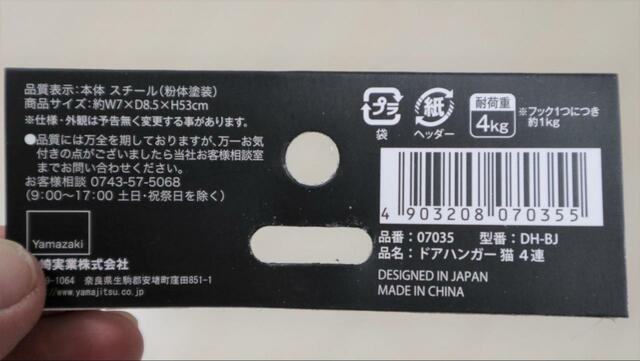 品質表示:本体 スチール(粉体塗装)
商品サイズ:約W7×D8.5×H53cm
※仕様・外観は予告無く変更する事があります。
●品質には万全を期しておりますが、万一お気
付きの点がございましたら当社お客様相談室
までお問い合わせください。
お客様相談 0743-57-5068
(9:00〜17:00 土日・祝祭日を除く)
Yamazaki
崎実業株式会社
9-1064 奈良県生駒郡安堵町窪田851-1
//www.yamajitsu.co.jp
プラ
袋
紙
ヘッダー
耐荷重
4kg
※フック1つにつき
約1kg
4 903208 070355
品番:07035 型番:DH-BJ
品名:ドアハンガー 猫 4連
DESIGNED IN JAPAN
MADE IN CHINA